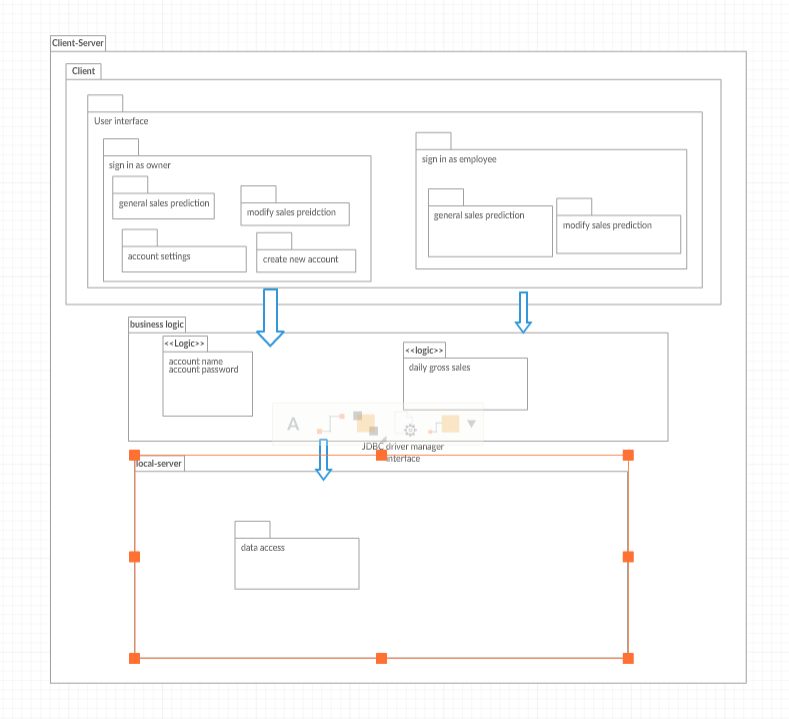 Client-Server
Client
User interface
sign in as owner
sign in as employee
general sales prediction
modify sales preidction
general sales prediction
modify sales prediction
account settings
create new account
business logic
<<Logic>>
<<logic>>
account name
account password
daily gross sales
A
JDBC driver manager
interface
local-server
data access